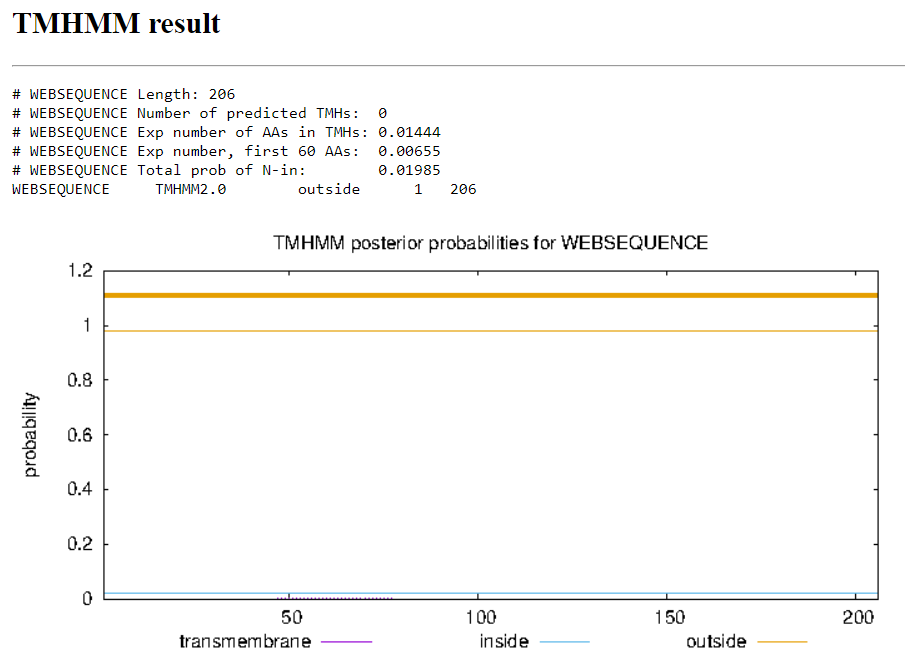 TMHMM result
# WEBSEQUENCE Length: 206
# WEBSEQUENCE Number of predicted TMHs:  0
# WEBSEQUENCE Exp number of AAs in TMHs: 0.01444
# WEBSEQUENCE Exp number, first 60 AAs:  0.00655
# WEBSEQUENCE Total prob of N-in:        0.01985
WEBSEQUENCE     TMHMM2.0        outside      1   206
TMHMM posterior probabilities for WEBSEQUENCE
1.2
1
0.8
0.6
0.4
0.2
0
probability
50 100 150 200
transmembrane inside outside